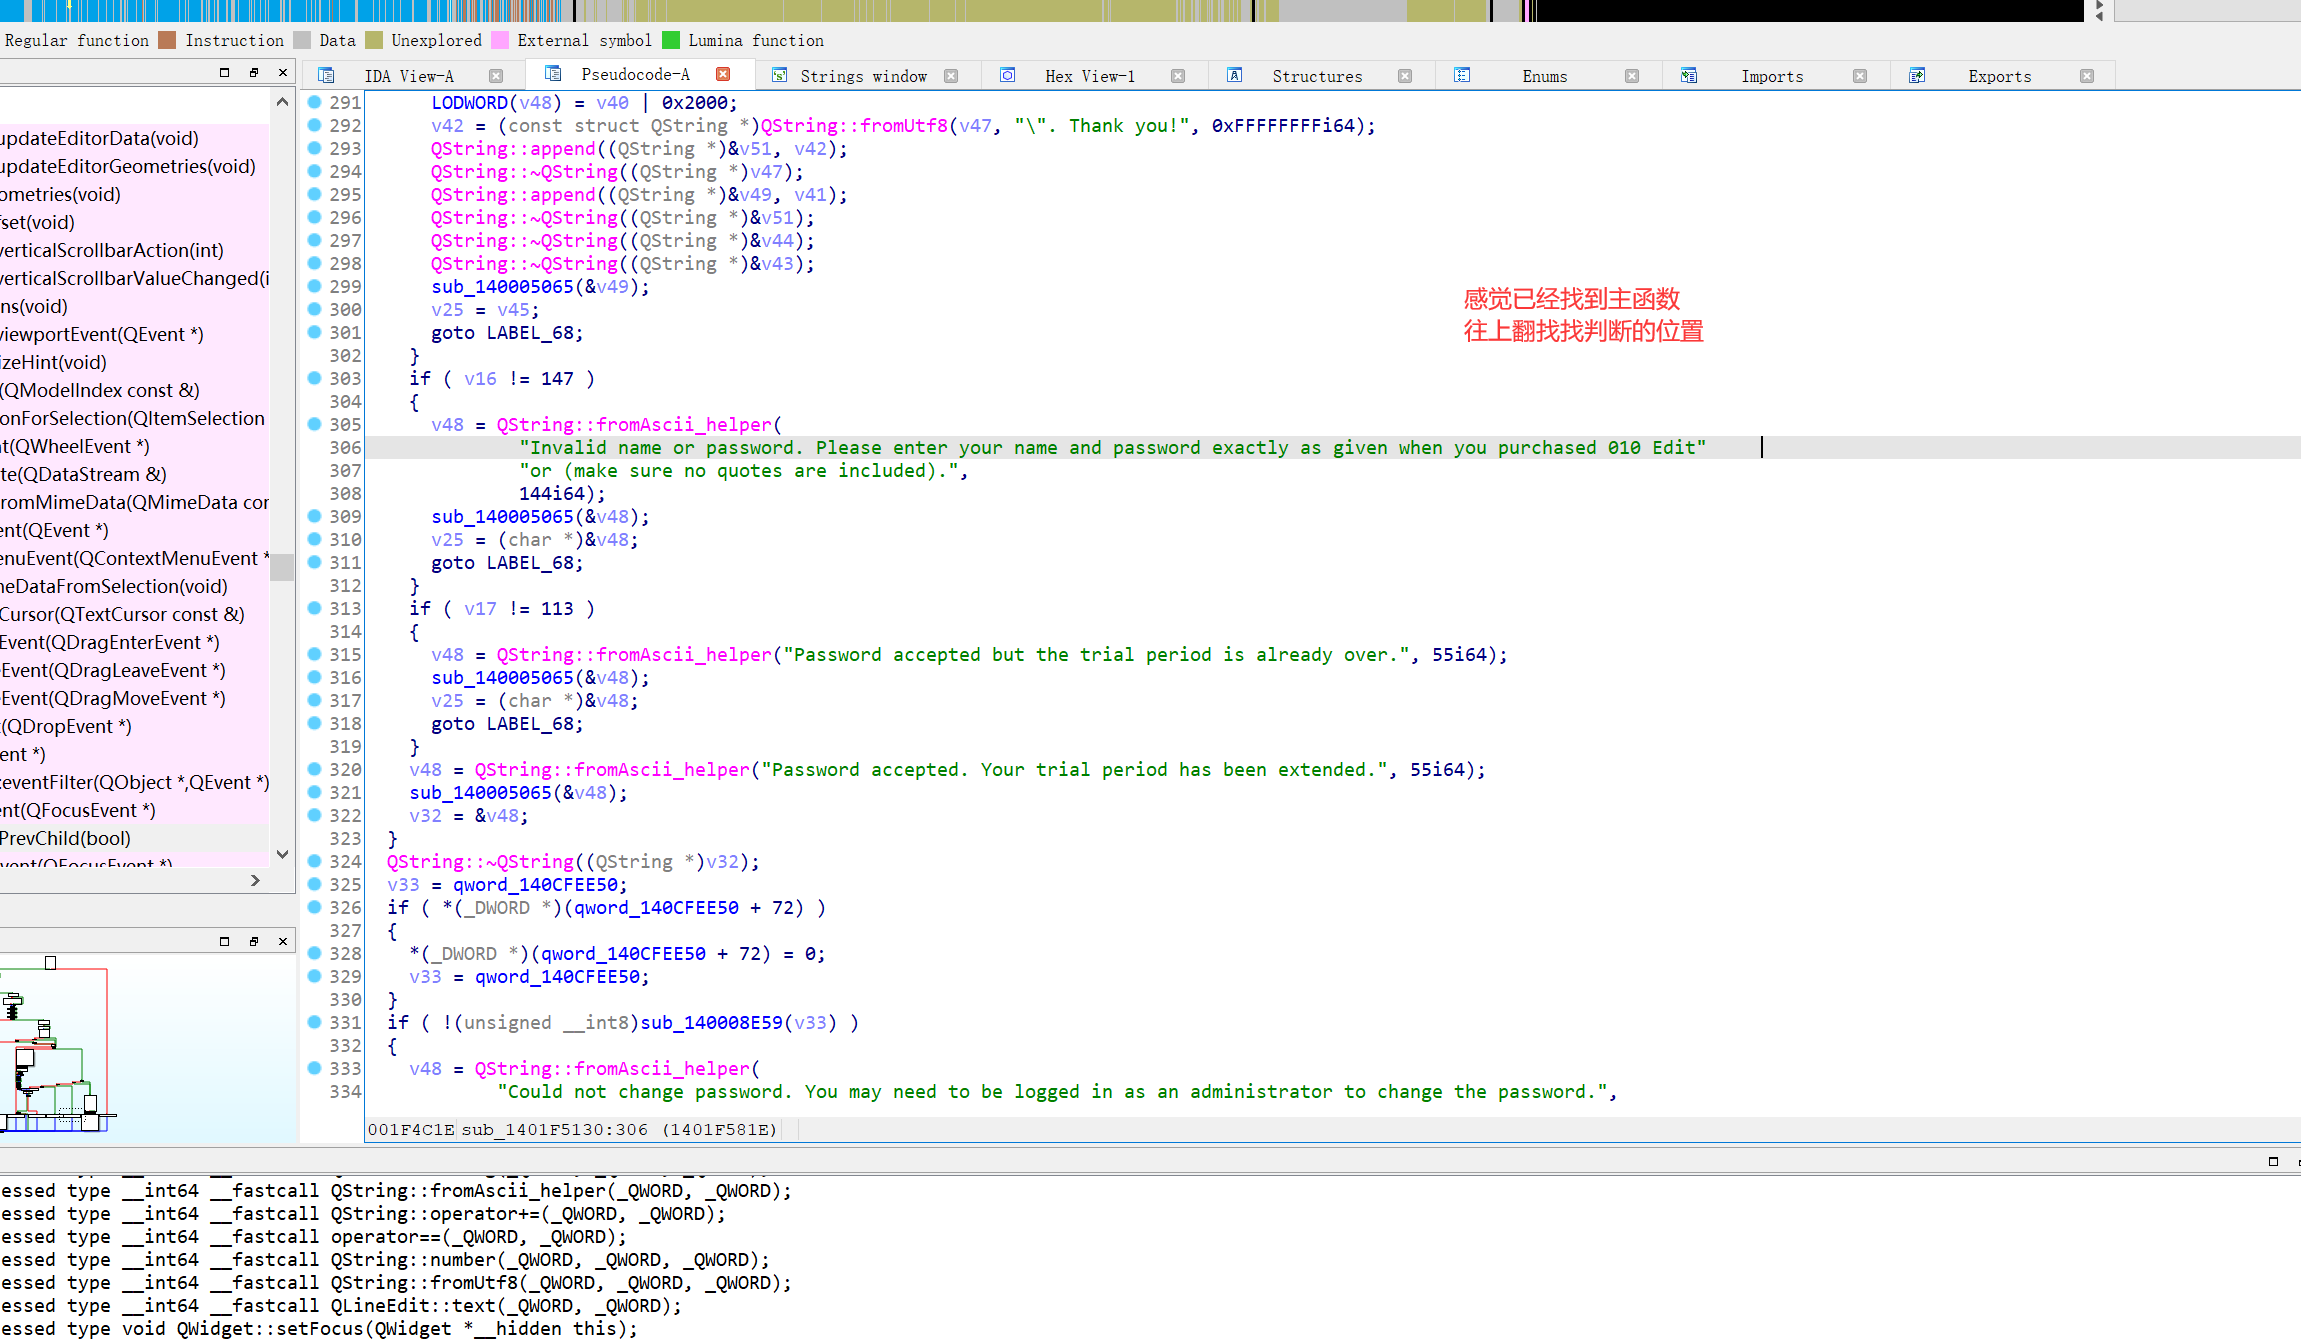 Regular function Instruction Data Unexplored External symbol Lumina function
IDA View-A Pseudocode-A Strings window Hex View-1 Structures Enums Imports Exports
updateEditorData(void)
updateEditorGeometries(void)
ometries(void)
set(void)
verticalScrollbarAction(int)
verticalScrollbarValueChanged(i
ns(void)
viewportEvent(QEvent *)
izeHint(void)
(QModelIndex const &)
onForSelection(QItemSelection
nt(QWheelEvent *)
te(QDataStream &)
romMimeData(QMimeData cor
ent(QEvent *)
enuEvent(QContextMenuEvent *
neDataFromSelection(void)
Cursor(QTextCursor const &)
Event(QDragEnterEvent *)
Event(QDragLeaveEvent *)
Event(QDragMoveEvent *)
(QDropEvent *)
ent *)
:eventFilter(QObject *,QEvent *)
ent(QFocusEvent *)
PrevChild(bool)
vent(QFocusEvent *)
291 LODWORD(v48) = v40 | 0x2000;
292 v42 = (const struct QString *)QString::fromUtf8(v47, "\". Thank you!", 0xFFFFFFFFi64);
293 QString::append((QString *)&v51, v42);
294 QString::~QString((QString *)v47);
295 QString::append((QString *)&v49, v41);
296 QString::~QString((QString *)&v51);
297 QString::~QString((QString *)&v44);
298 QString::~QString((QString *)&v43);
299 sub_140005065(&v49);
300 v25 = v45;
301 goto LABEL_68;
302 }
303 if ( v16 != 147 )
304 {
305 v48 = QString::fromAscii_helper(
306 "Invalid name or password. Please enter your name and password exactly as given when you purchased 010 Edit"
307 "or (make sure no quotes are included).",
308 144i64);
309 sub_140005065(&v48);
310 v25 = (char *)&v48;
311 goto LABEL_68;
312 }
313 if ( v17 != 113 )
314 {
315 v48 = QString::fromAscii_helper("Password accepted but the trial period is already over.", 55i64);
316 sub_140005065(&v48);
317 v25 = (char *)&v48;
318 goto LABEL_68;
319 }
320 v48 = QString::fromAscii_helper("Password accepted. Your trial period has been extended.", 55i64);
321 sub_140005065(&v48);
322 v32 = &v48;
323 }
324 QString::~QString((QString *)v32);
325 v33 = qword_140CFEE50;
326 if ( *(_DWORD *)(qword_140CFEE50 + 72) )
327 {
328 *(_DWORD *)(qword_140CFEE50 + 72) = 0;
329 v33 = qword_140CFEE50;
330 }
331 if ( !(unsigned __int8)sub_140008E59(v33) )
332 {
333 v48 = QString::fromAscii_helper(
334 "Could not change password. You may need to be logged in as an administrator to change the password.",
感觉已经找到主函数
往上翻找找判断的位置
001F4C1E sub_1401F5130:306 (1401F581E)
essed type __int64 __fastcall QString::fromAscii_helper(_QWORD, _QWORD);
essed type __int64 __fastcall QString::operator+=(_QWORD, _QWORD);
essed type __int64 __fastcall operator==(_QWORD, _QWORD);
essed type __int64 __fastcall QString::number(_QWORD, _QWORD, _QWORD);
essed type __int64 __fastcall QString::fromUtf8(_QWORD, _QWORD, _QWORD);
essed type __int64 __fastcall QLineEdit::text(_QWORD, _QWORD);
essed type void QWidget::setFocus(QWidget *__hidden this);